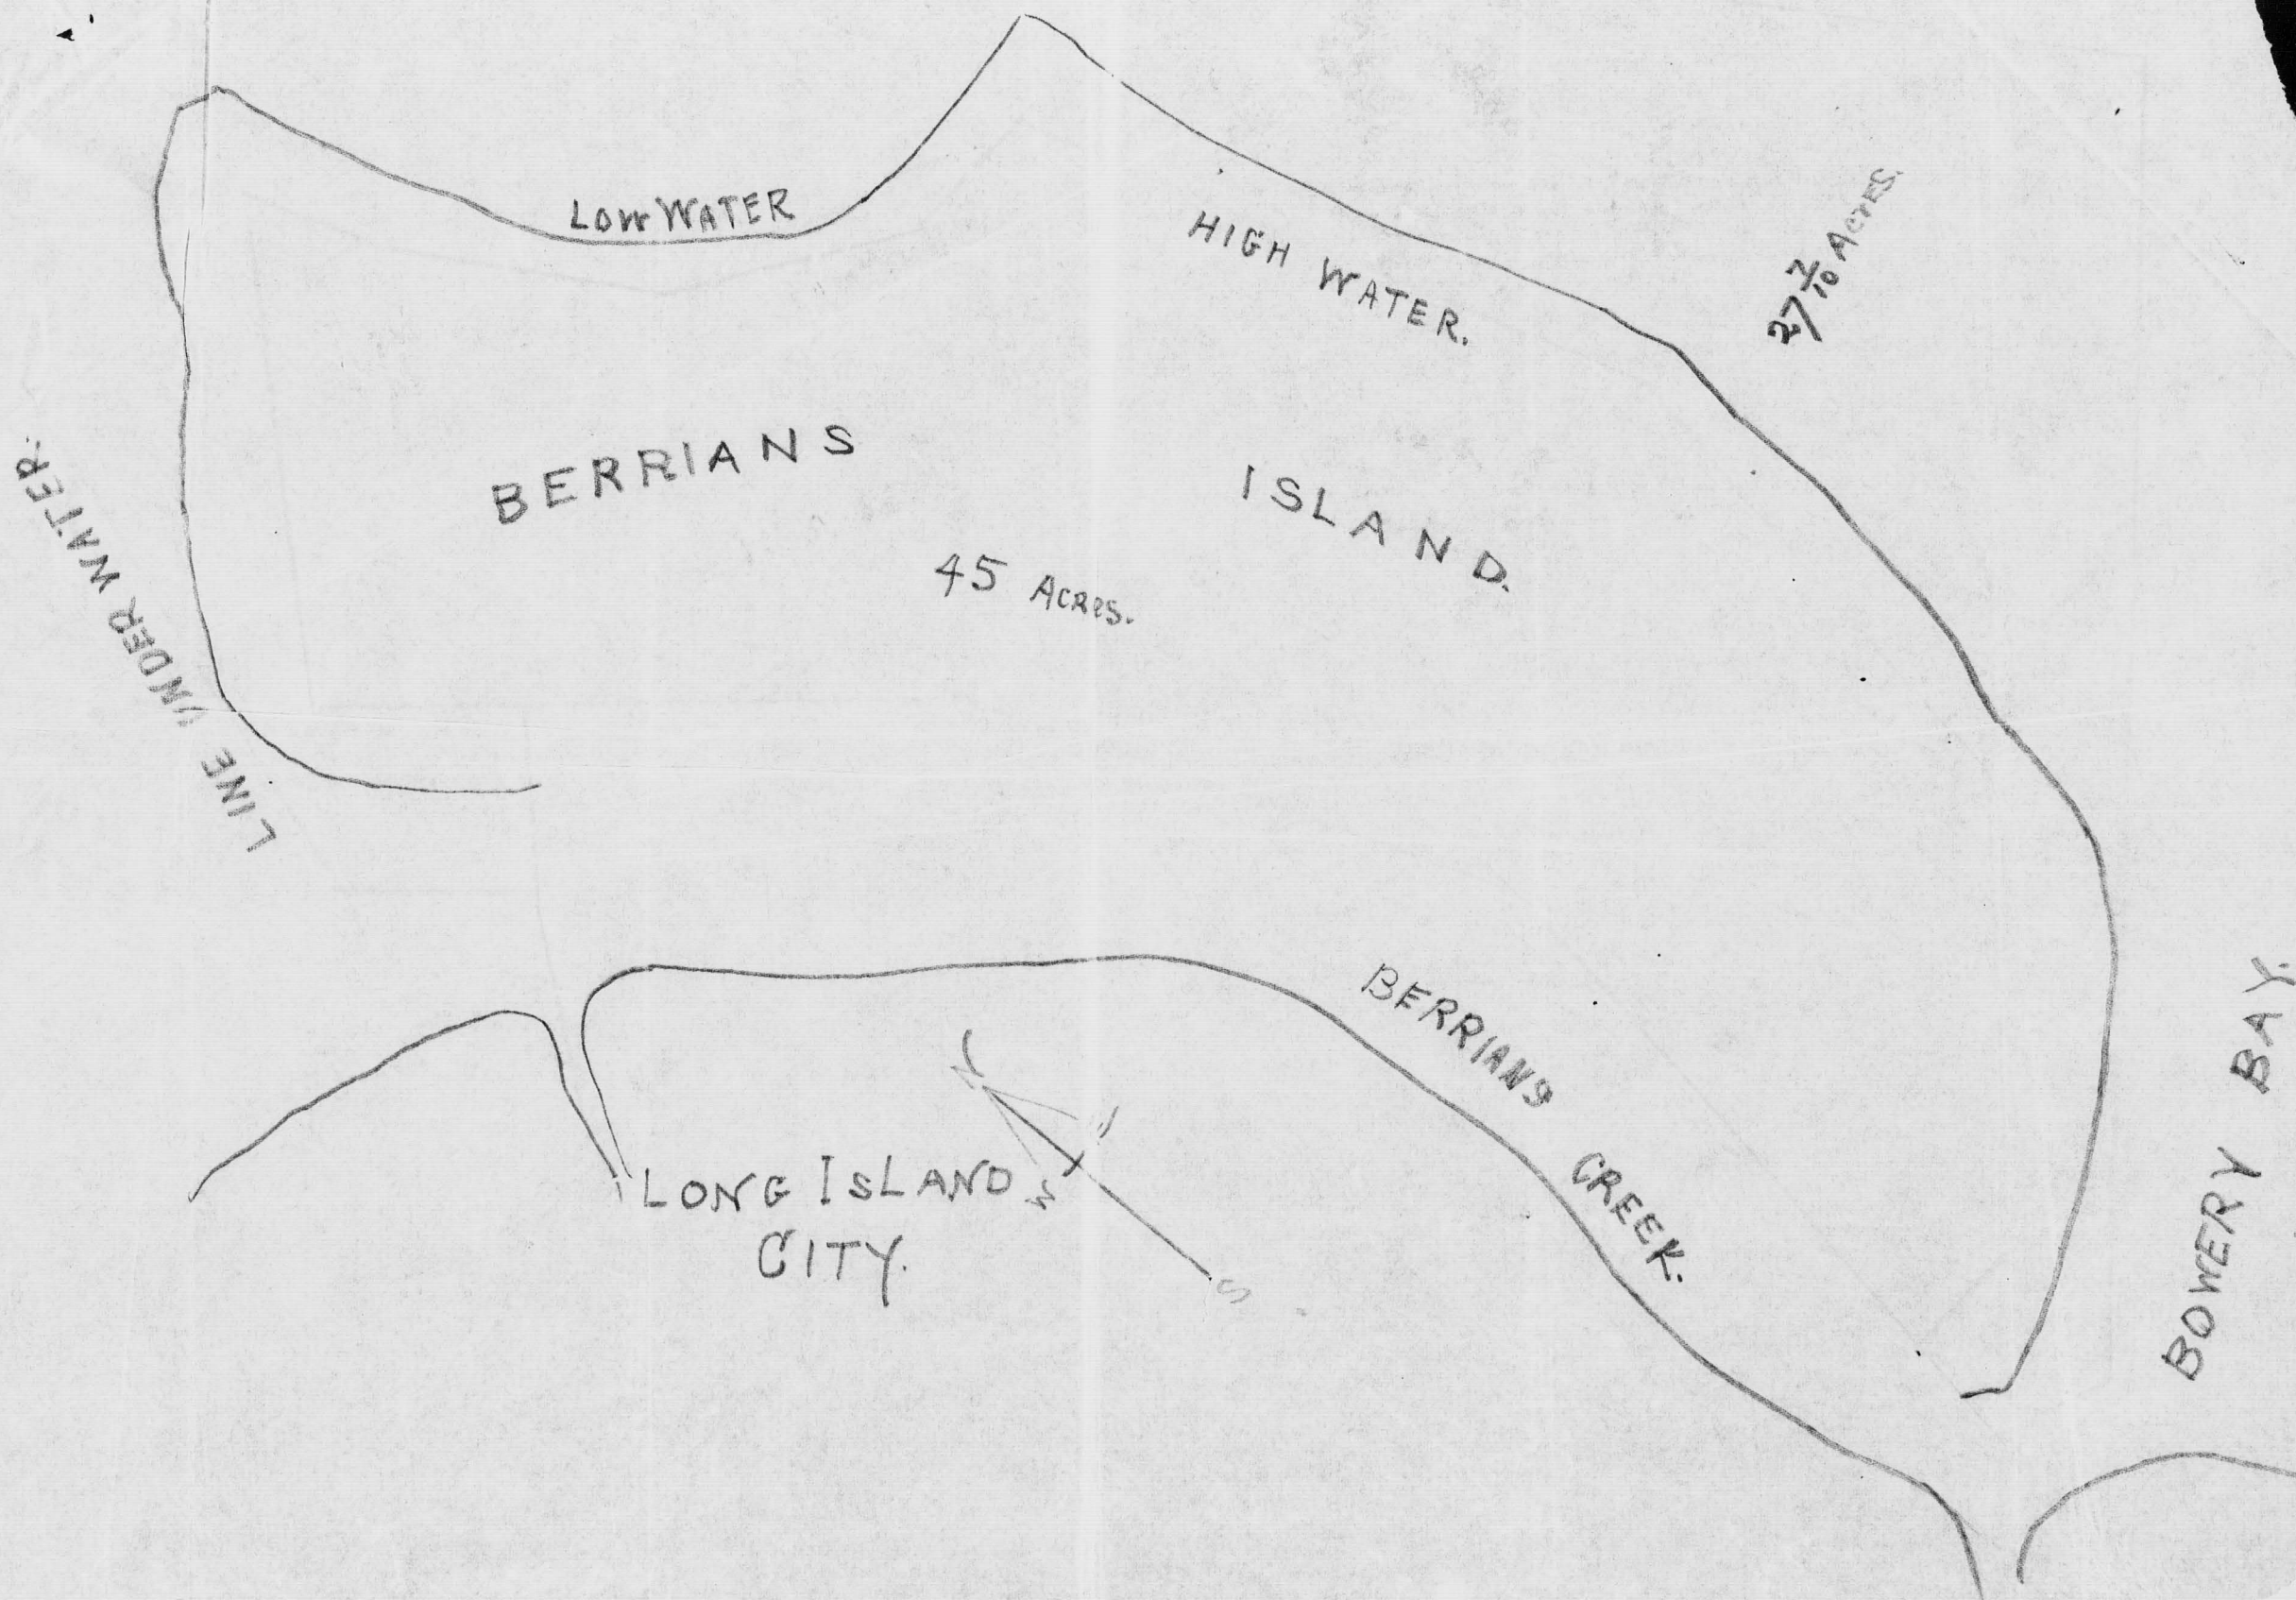 LOW WATER
HIGH WATER.
27 7/10 Acres.
BERRIANS ISLAND.
45 Acres.
LINE UNDER WATER.
BERRIANS CREEK.
BOWERY BAY.
N
W
S
LONG ISLAND
CITY.